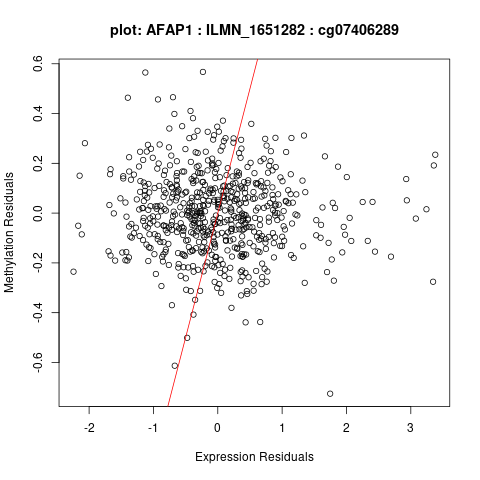 plot: AFAP1 : ILMN_1651282 : cg07406289
Methylation Residuals
0.6
0.4
0.2
0.0
-0.2
-0.4
-0.6
-2 -1 0 1 2 3
Expression Residuals